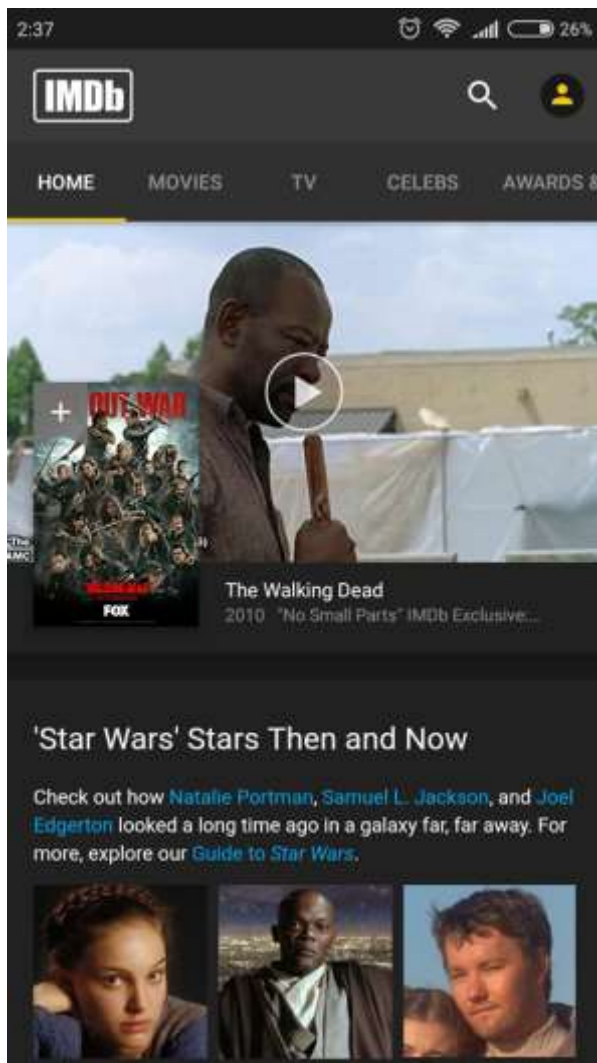 2:37
26%
IMDb
HOME MOVIES TV CELEBS AWARDS &
+
OUT WAR
The
AMC
FOX
The Walking Dead
2010 "No Small Parts" IMDb Exclusive...
'Star Wars' Stars Then and Now
Check out how Natalie Portman, Samuel L. Jackson, and Joel
Edgerton looked a long time ago in a galaxy far, far away. For
more, explore our Guide to Star Wars.